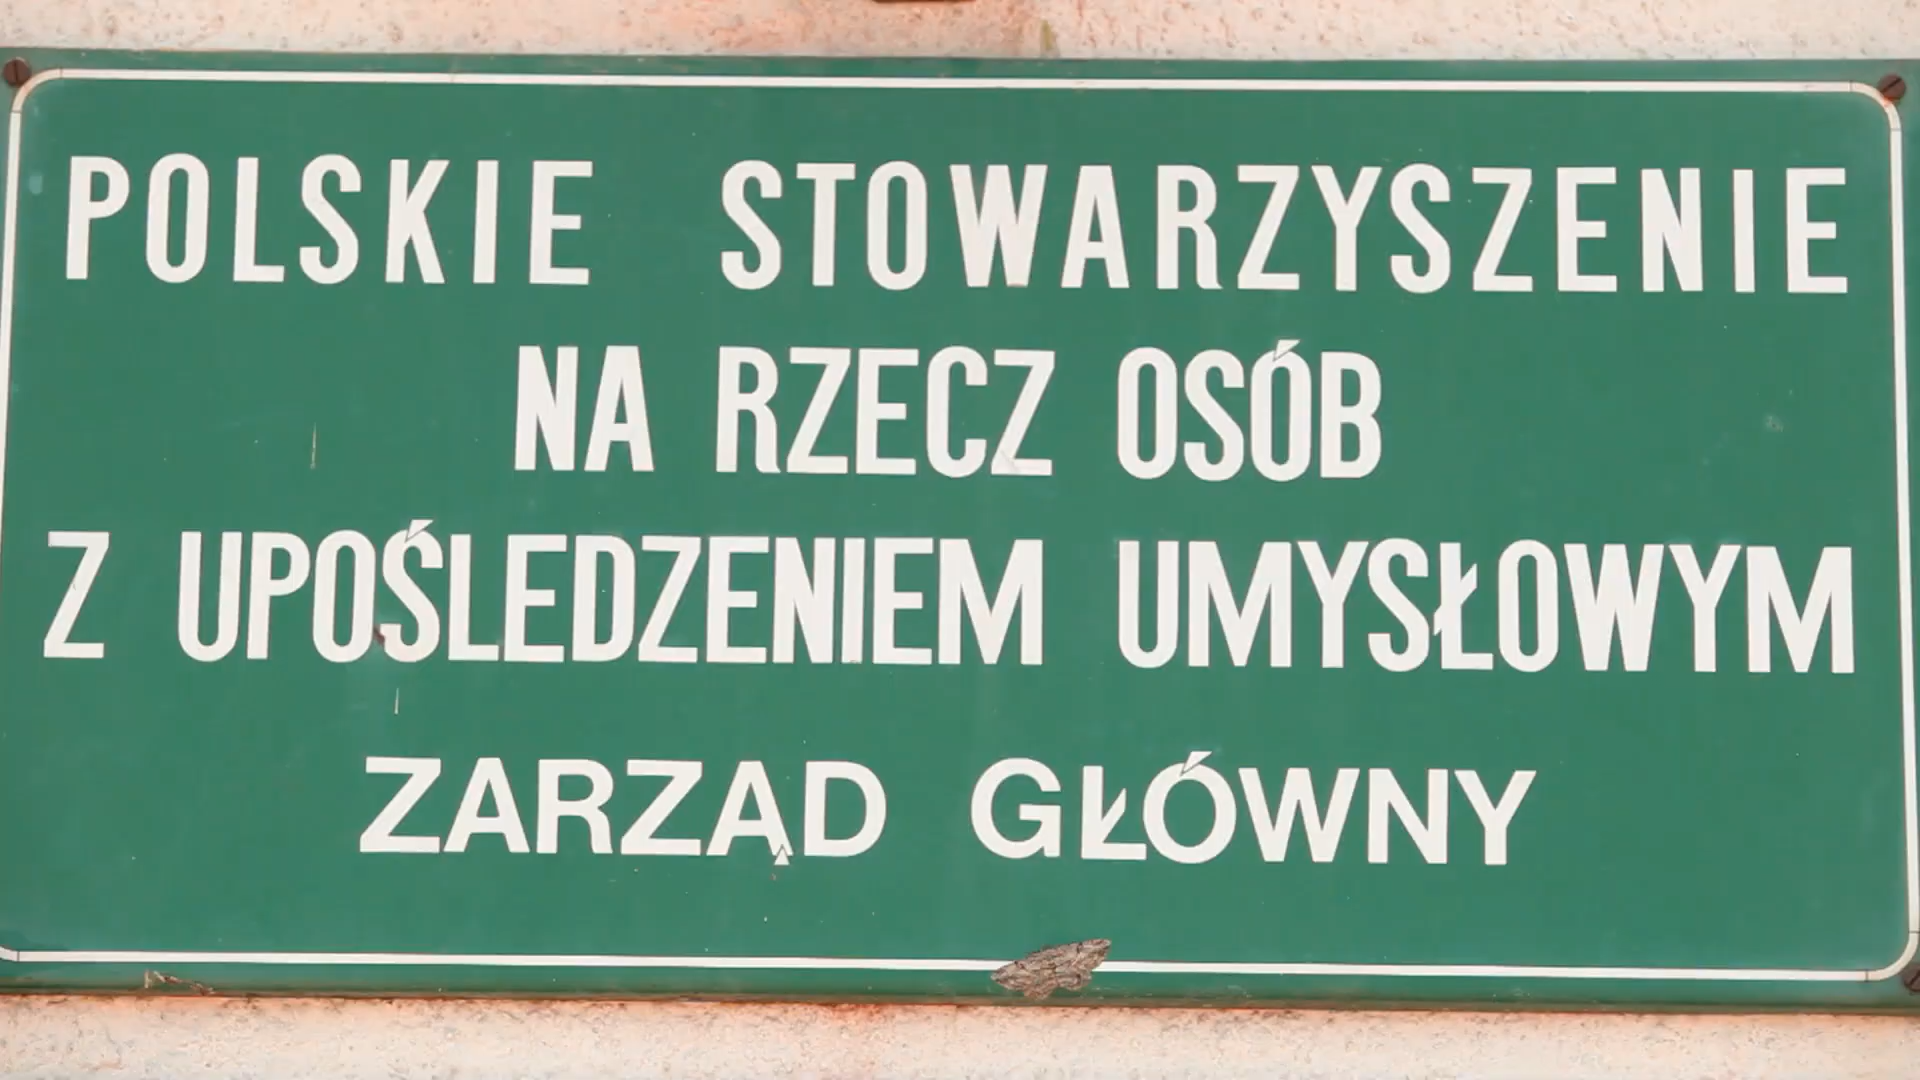 POLSKIE STOWARZYSZENIE
NA RZECZ OSÓB
Z UPOŚLEDZENIEM UMYSŁOWYM
ZARZĄD GŁÓWNY